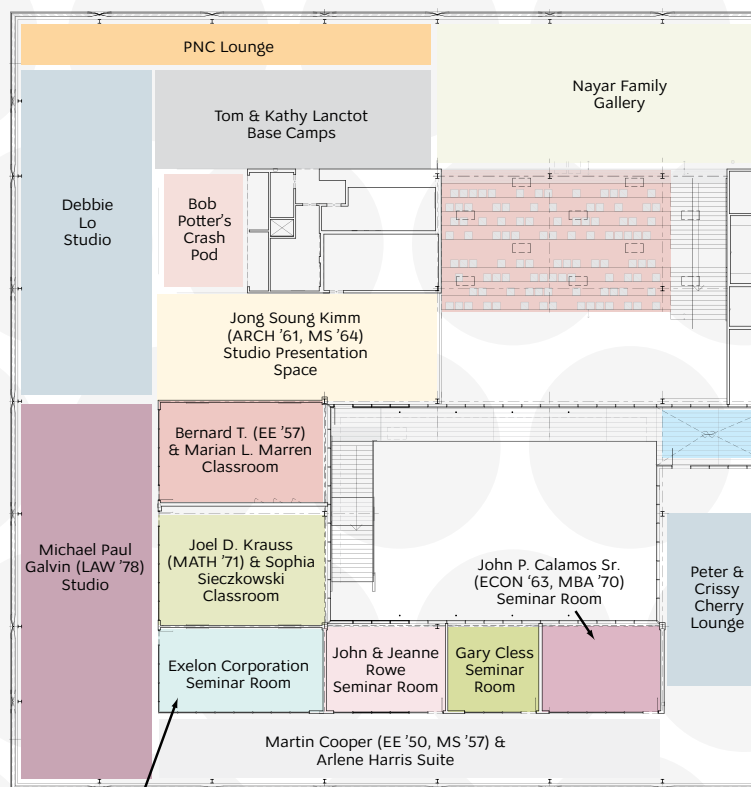 PNC Lounge
Nayar Family
Gallery
Tom & Kathy Lanctot
Base Camps
Debbie
Lo
Studio
Bob
Potter's
Crash
Pod
Jong Soung Kimm
(ARCH '61, MS '64)
Studio Presentation
Space
Bernard T. (EE '57)
& Marian L. Marren
Classroom
Michael Paul
Galvin (LAW '78)
Studio
Joel D. Krauss
(MATH '71) & Sophia
Sieczkowski
Classroom
John P. Calamos Sr.
(ECON '63, MBA '70)
Seminar Room
Peter &
Crissy
Cherry
Lounge
Exelon Corporation
Seminar Room
John & Jeanne
Rowe
Seminar Room
Gary Cless
Seminar
Room
Martin Cooper (EE '50, MS '57) &
Arlene Harris Suite